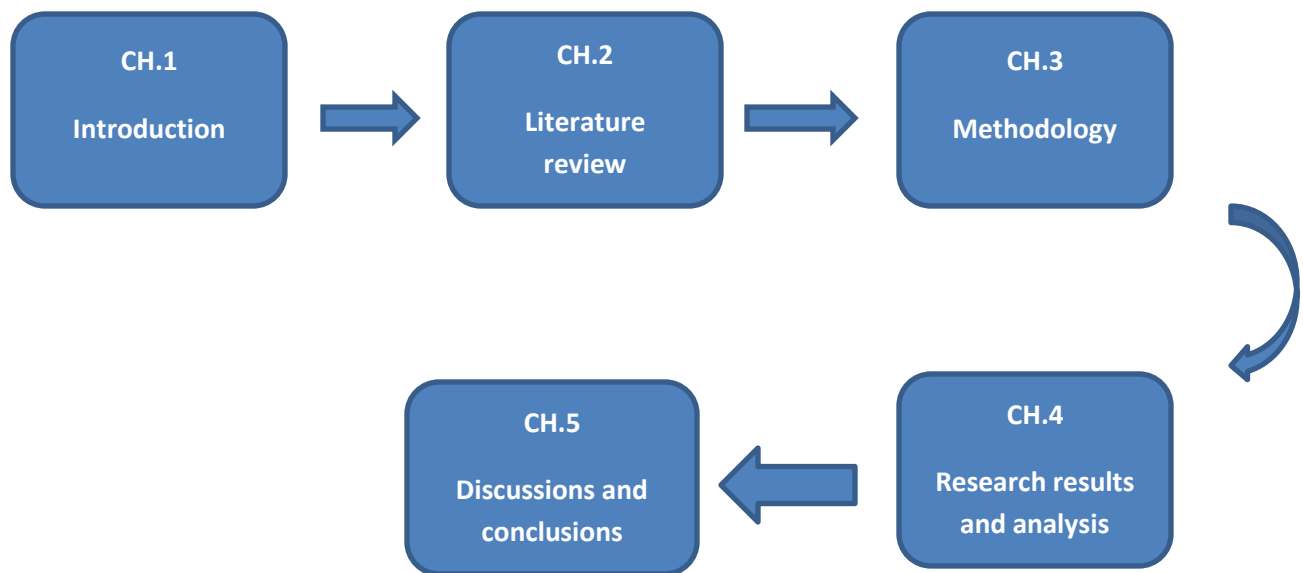 CH.1
Introduction
CH.2
Literature
review
CH.3
Methodology
CH.4
Research results
and analysis
CH.5
Discussions and
conclusions